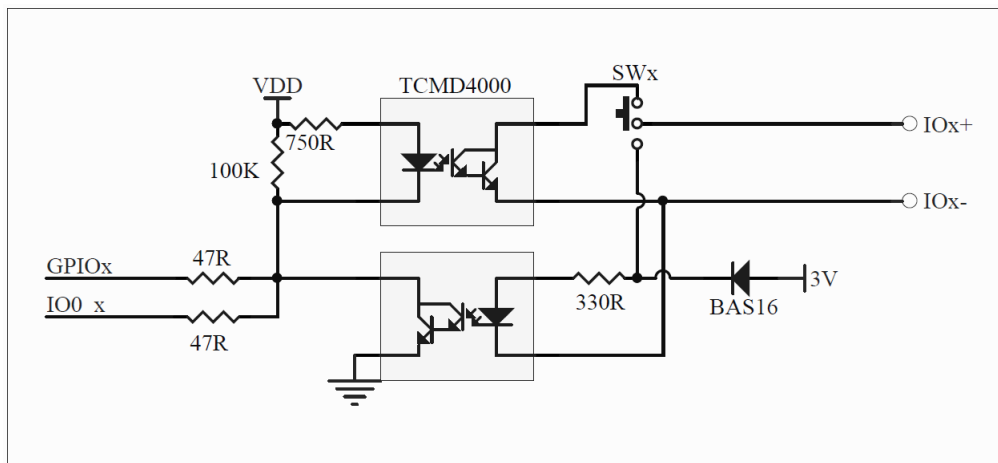 TCMD4000
SWx
VDD
750R
IOx+
100K
IOx-
GPIOx
47R
330R
BAS16
3V
IO0_x
47R